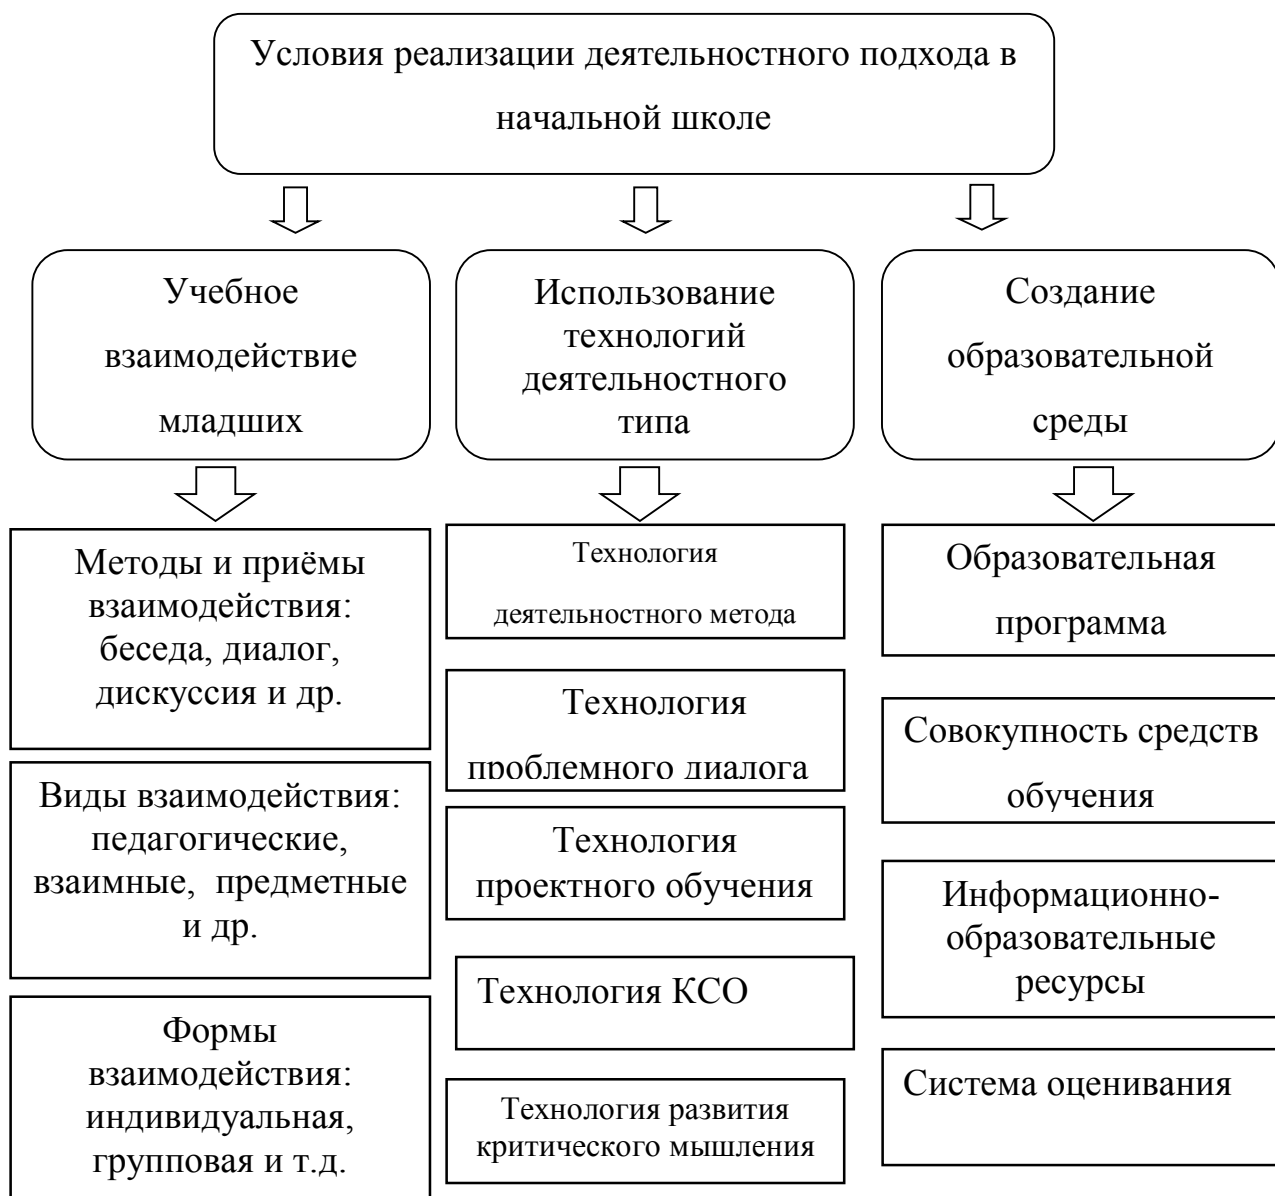 Условия реализации деятельностного подхода в
начальной школе
Учебное
взаимодействие
младших
Использование
технологий
деятельностного
типа
Создание
образовательной
среды
Методы и приёмы
взаимодействия:
беседа, диалог,
дискуссия и др.
Виды взаимодействия:
педагогические,
взаимные, предметные
и др.
Формы
взаимодействия:
индивидуальная,
групповая и т.д.
Технология
деятельностного метода
Технология
проблемного диалога
Технология
проектного обучения
Технология КСО
Технология развития
критического мышления
Образовательная
программа
Совокупность средств
обучения
Информационно-
образовательные
ресурсы
Система оценивания